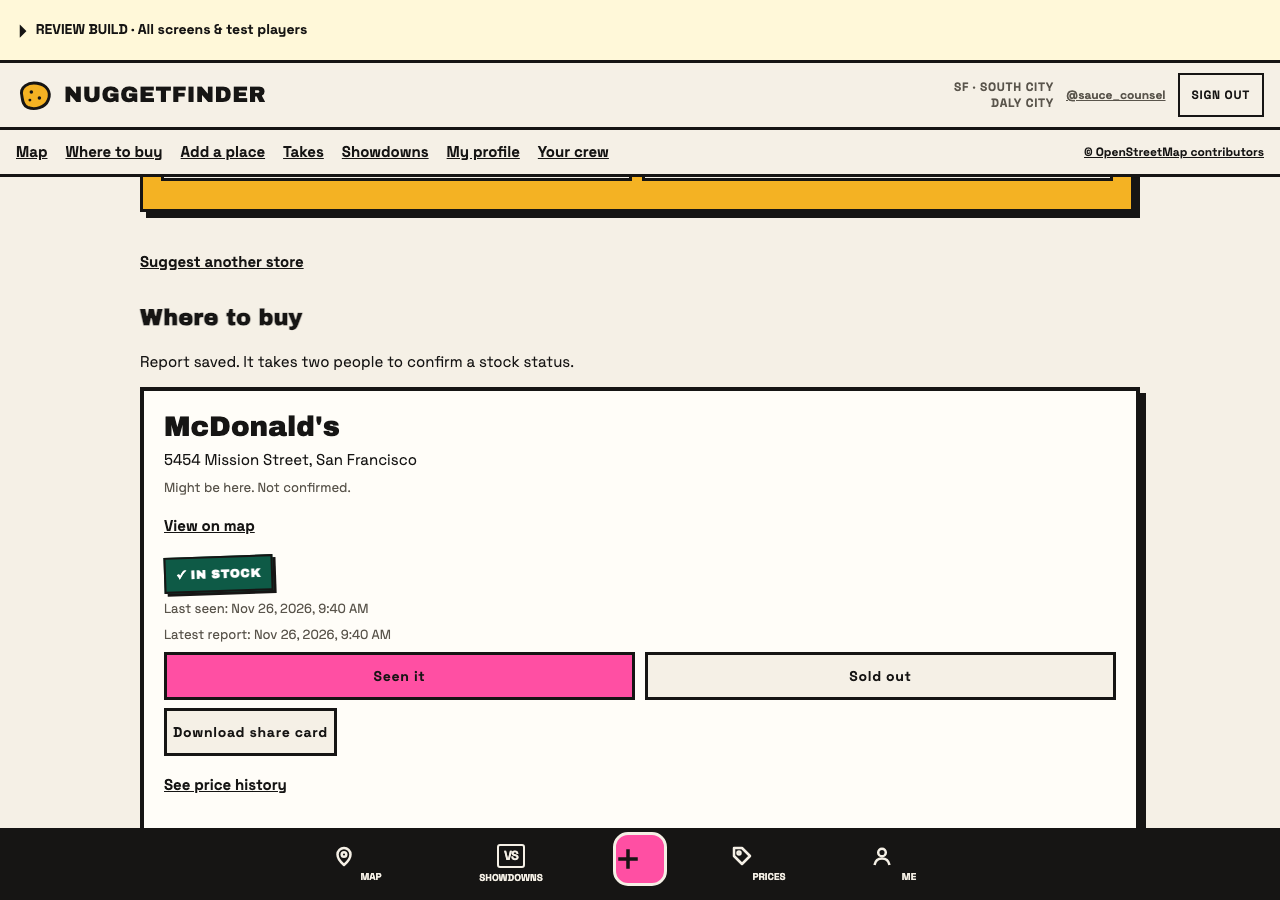 REVIEW BUILD · All screens & test players
NUGGETFINDER
SF · SOUTH CITY
DALY CITY
@sauce_counsel
SIGN OUT
Map
Where to buy
Add a place
Takes
Showdowns
My profile
Your crew
© OpenStreetMap contributors
Suggest another store
Where to buy
Report saved. It takes two people to confirm a stock status.
McDonald's
5454 Mission Street, San Francisco
Might be here. Not confirmed.
View on map
✓ IN STOCK
Last seen: Nov 26, 2026, 9:40 AM
Latest report: Nov 26, 2026, 9:40 AM
Seen it
Sold out
Download share card
See price history
MAP
VS
SHOWDOWNS
+
PRICES
ME